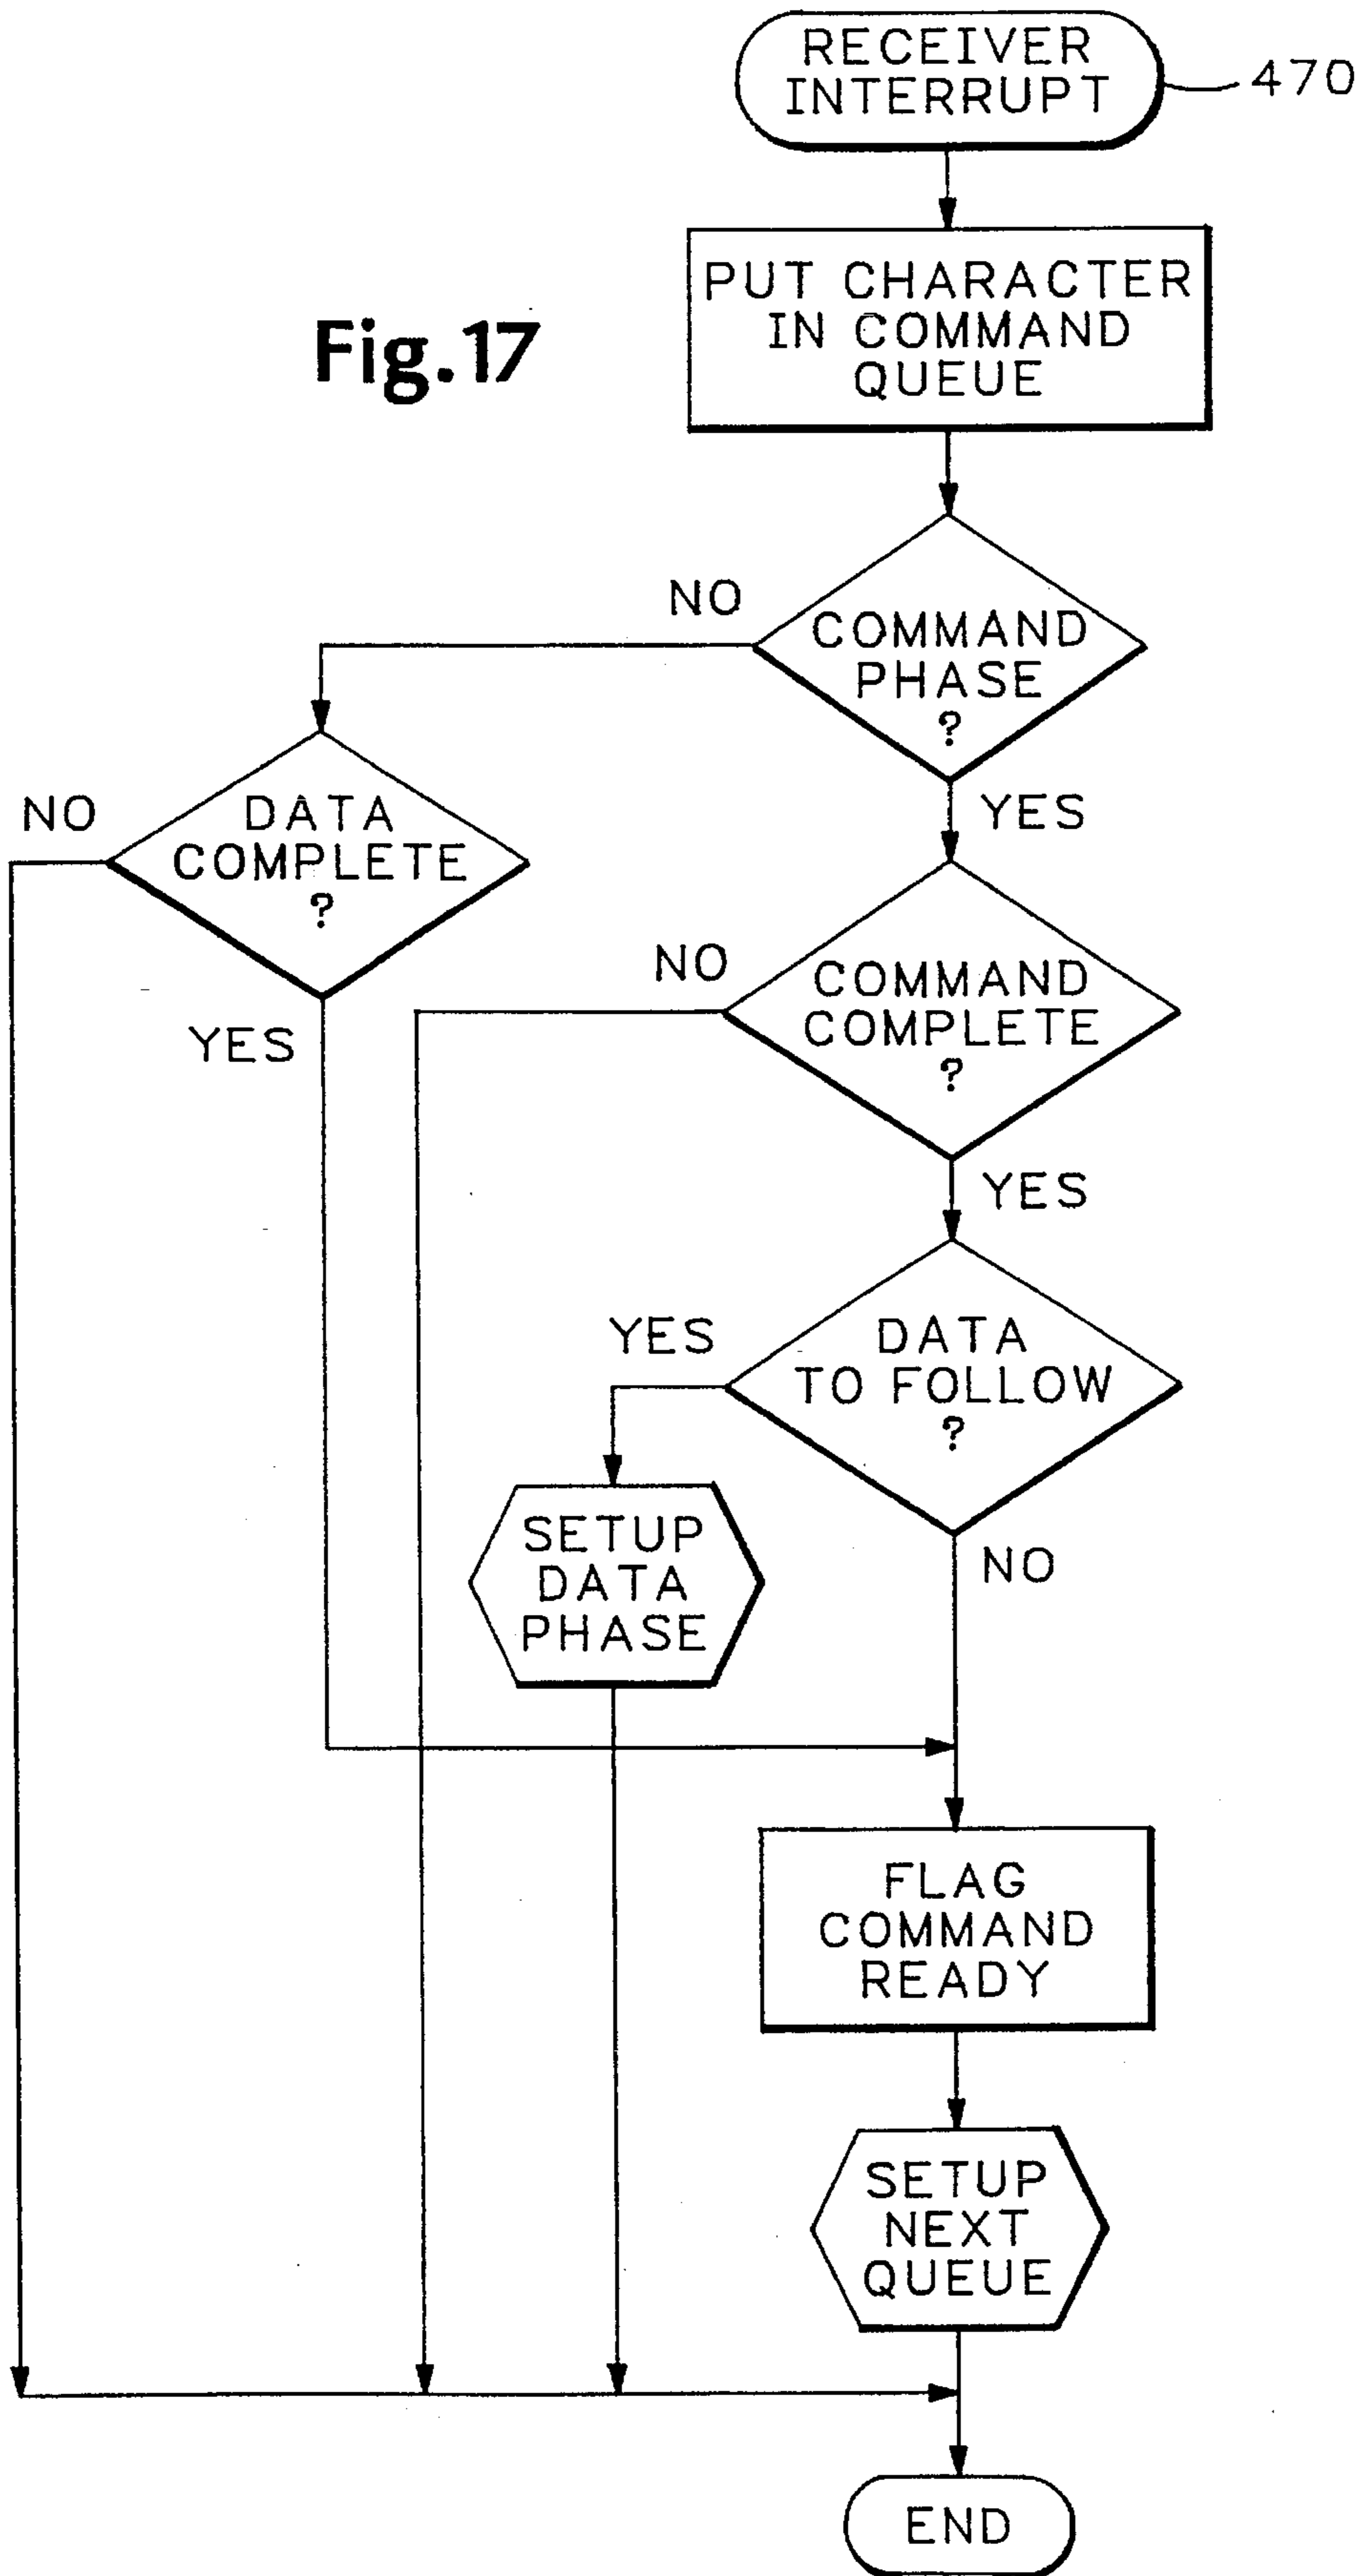 RECEIVER
INTERRUPT
470
PUT CHARACTER
IN COMMAND
QUEUE
Fig.17
NO
COMMAND
PHASE
?
YES
NO
DATA
COMPLETE
?
YES
NO
COMMAND
COMPLETE
?
YES
YES
DATA
TO FOLLOW
?
NO
SETUP
DATA
PHASE
FLAG
COMMAND
READY
SETUP
NEXT
QUEUE
END